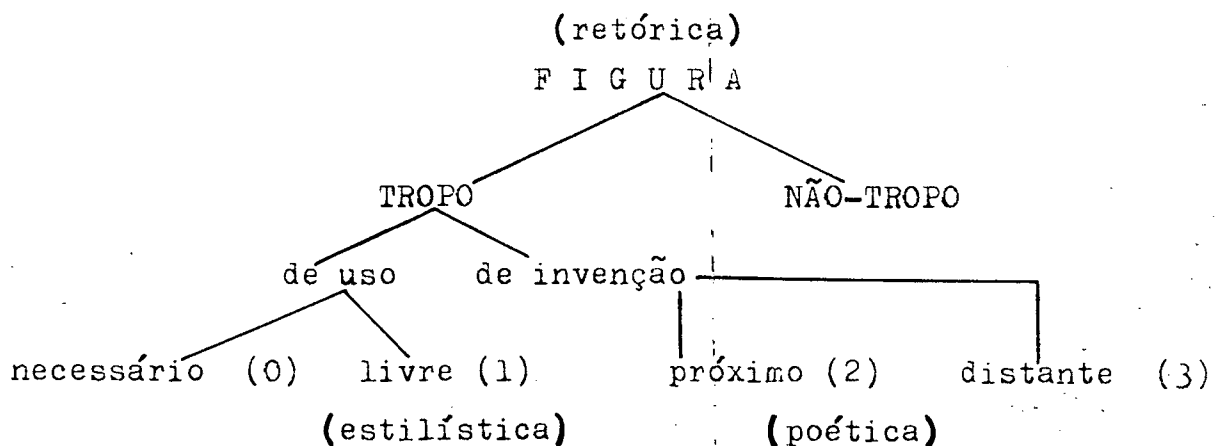 (retórica)
F I G U R A
TROPO NÃO-TROPO
de uso de invenção
necessário (0) livre (1) próximo (2) distante (3)
(estilística) (poética)